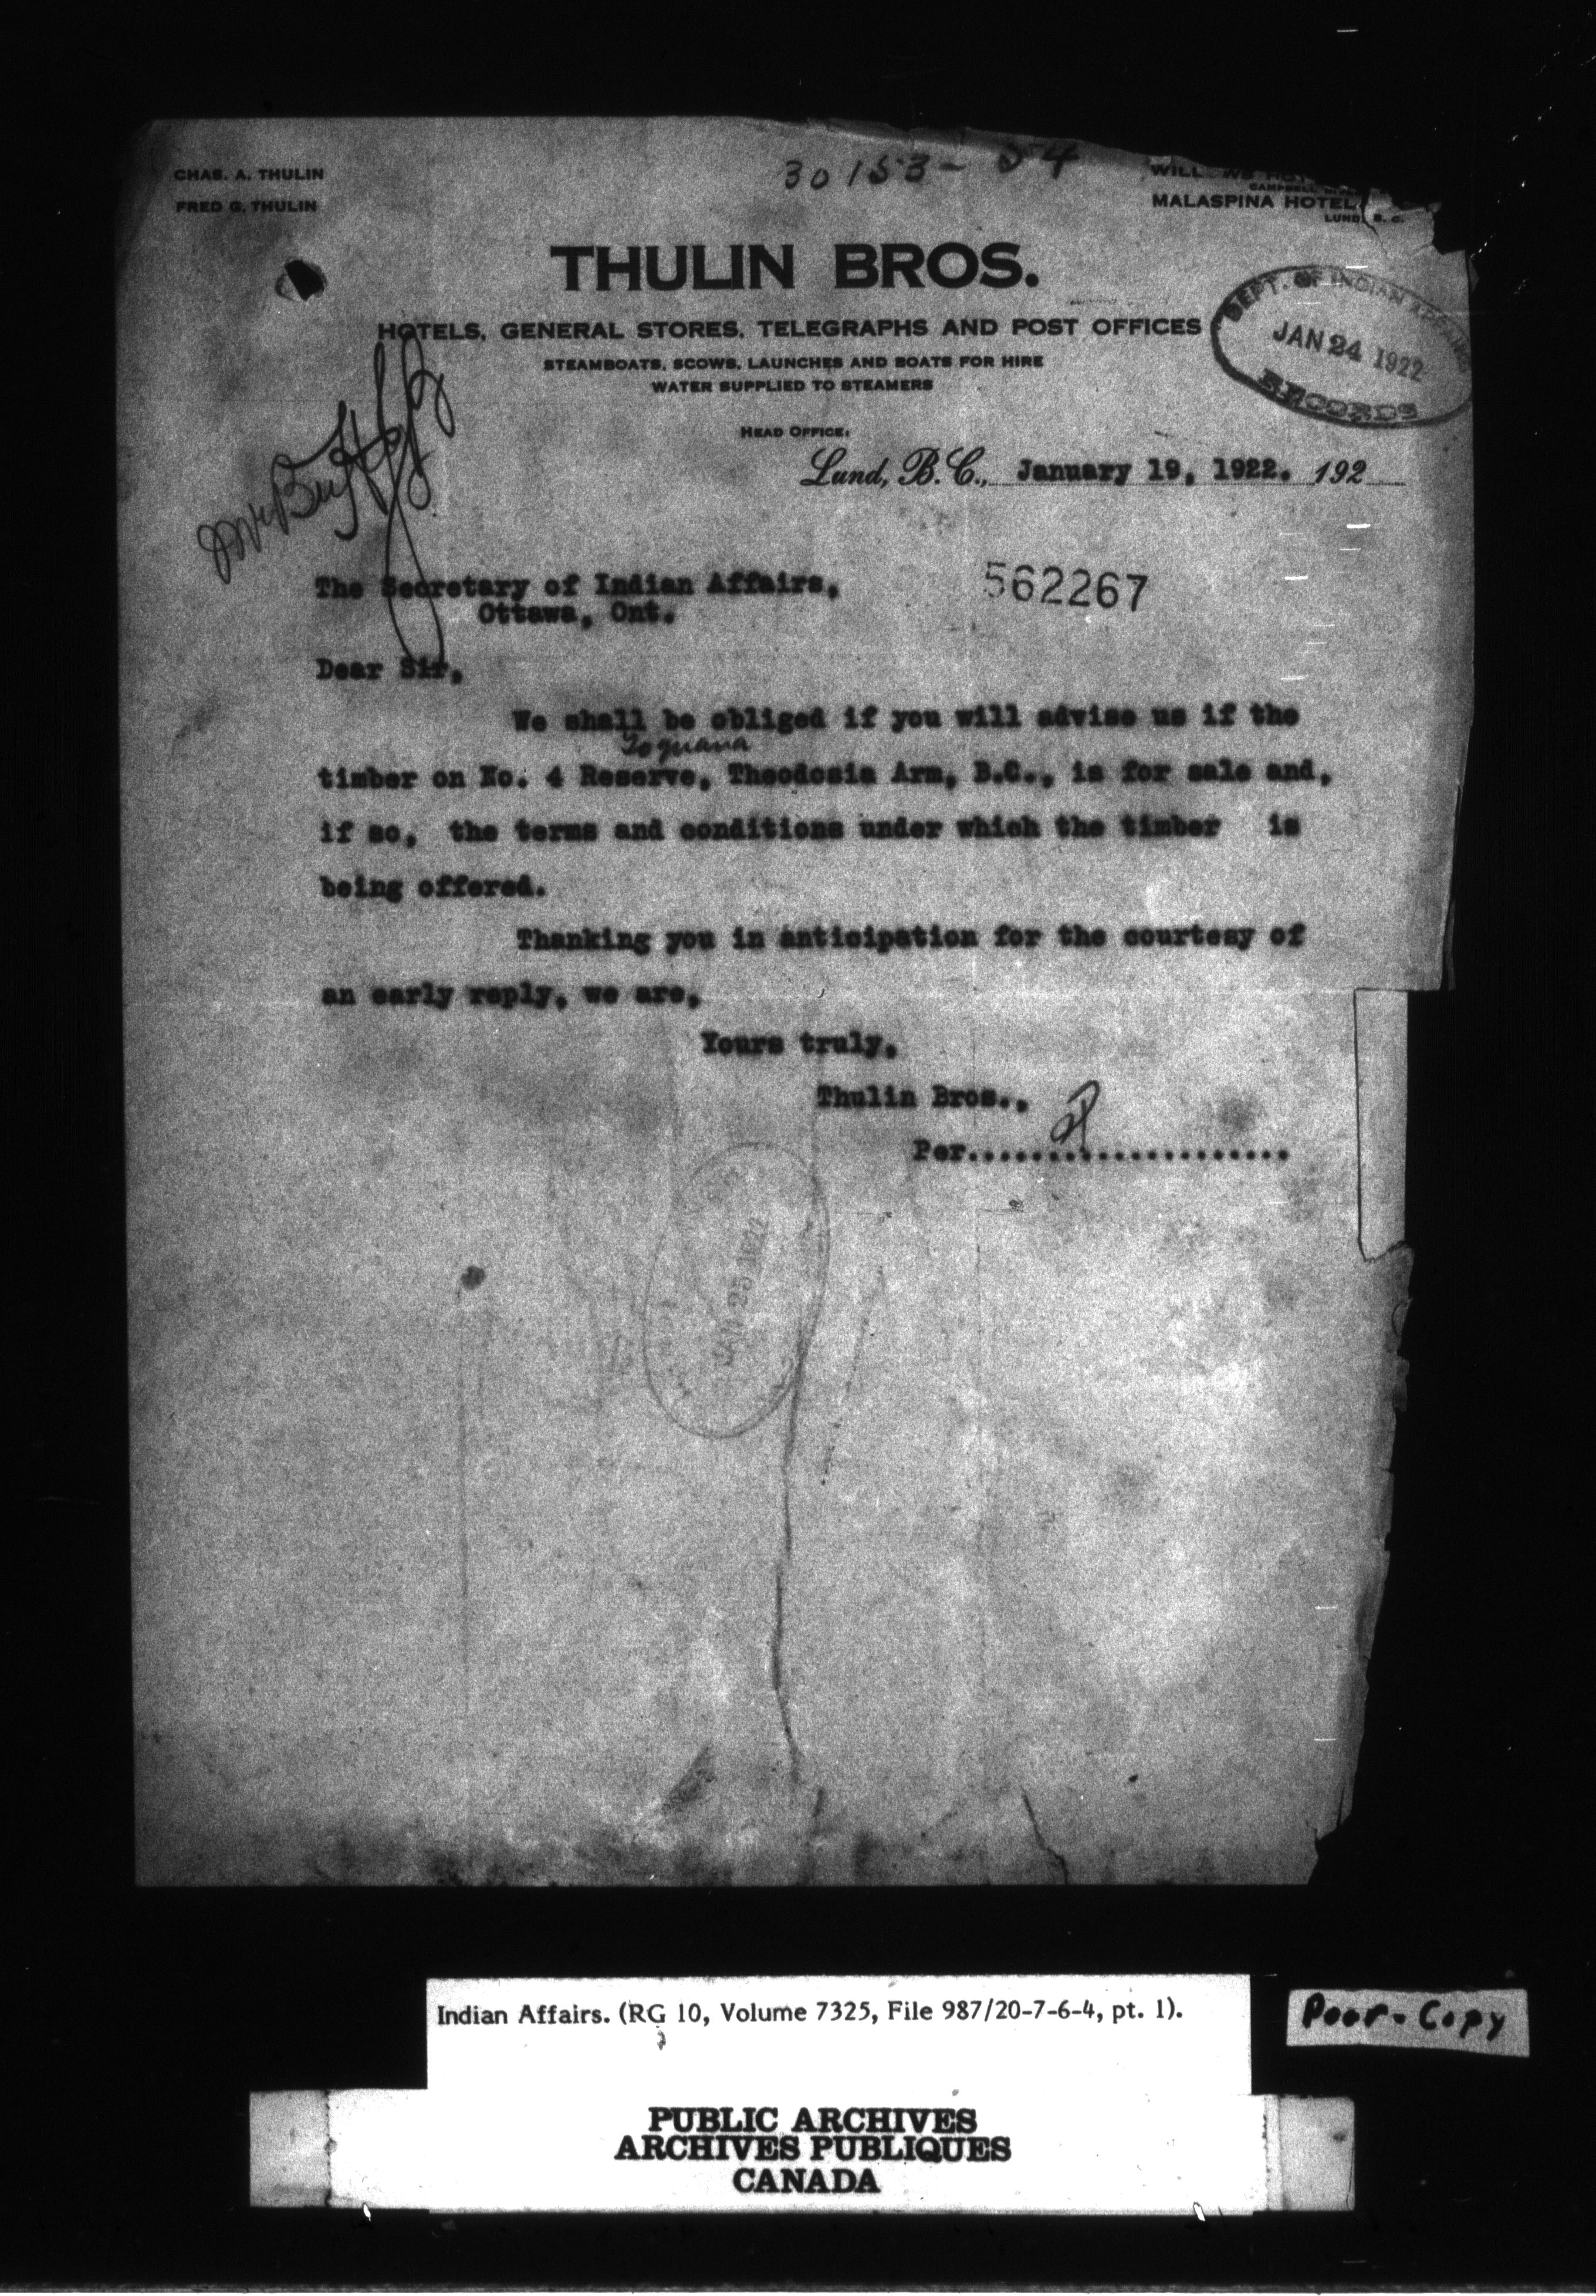 30153-54
CHAS. A. THULIN
FRED G. THULIN
MALASPINA HOTEL
LUND, B. C.
THULIN BROS.
HOTELS, GENERAL STORES, TELEGRAPHS AND POST OFFICES
STEAMBOATS, SCOWS, LAUNCHES AND BOATS FOR HIRE
WATER SUPPLIED TO STEAMERS
DEPT. OF INDIAN AFFAIRS
JAN 24 1922
RECORDS
HEAD OFFICE:
Lund, B. C., January 19, 1922. 192
Mr
The Secretary of Indian Affairs,
Ottawa, Ont.
562267
Dear Sir,
We shall be obliged if you will advise us if the
Toquana
timber on No. 4 Reserve, Theodosia Arm, B.C., is for sale and,
if so, the terms and conditions under which the timber is
being offered.
Thanking you in anticipation for the courtesy of
an early reply, we are,
Yours truly,
Thulin Bros.,
Per......................
Indian Affairs. (RG 10, Volume 7325, File 987/20-7-6-4, pt. 1).
Poor-Copy
PUBLIC ARCHIVES
ARCHIVES PUBLIQUES
CANADA